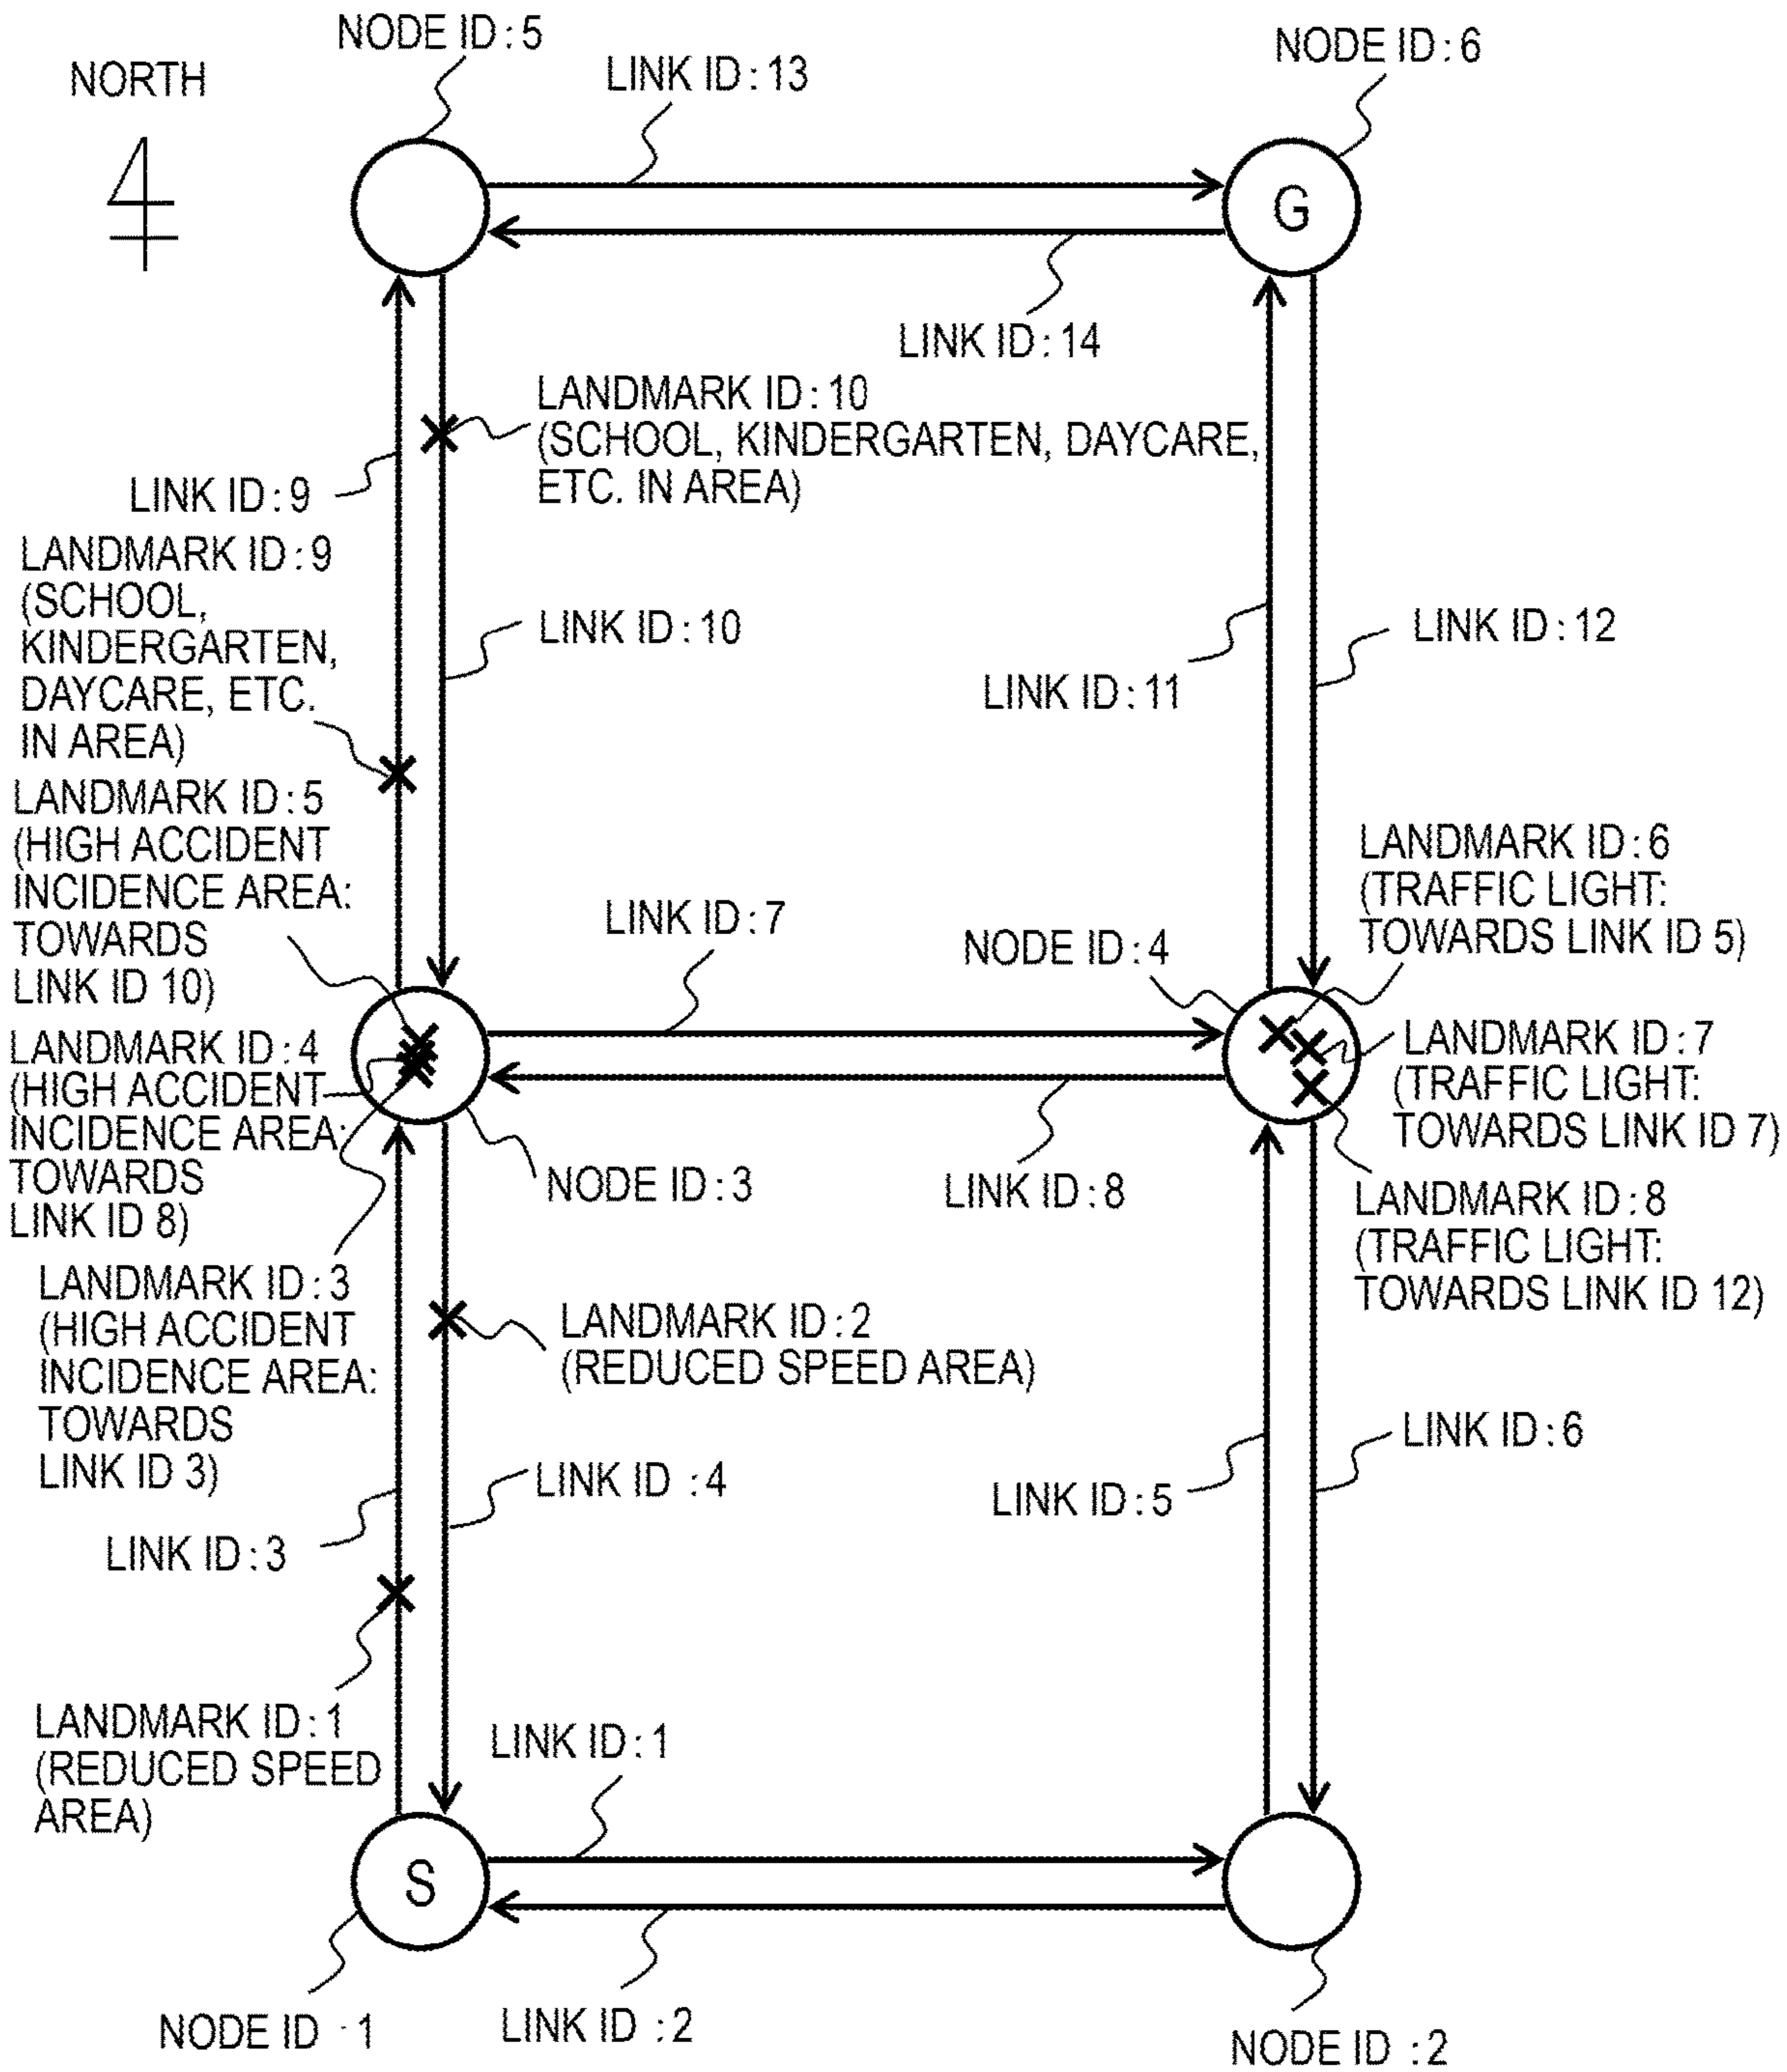 NODE ID:5
NODE ID:6
NORTH
LINK ID:13
G
LINK ID:14
LANDMARK ID:10
(SCHOOL, KINDERGARTEN, DAYCARE,
ETC. IN AREA)
LINK ID:9
LANDMARK ID:9
(SCHOOL,
KINDERGARTEN,
DAYCARE, ETC.
IN AREA)
LINK ID:10
LINK ID:12
LINK ID:11
LANDMARK ID:5
(HIGH ACCIDENT
INCIDENCE AREA:
TOWARDS
LINK ID 10)
LINK ID:7
NODE ID:4
LANDMARK ID:6
(TRAFFIC LIGHT:
TOWARDS LINK ID 5)
LANDMARK ID:4
(HIGH ACCIDENT
INCIDENCE AREA:
TOWARDS
LINK ID 8)
LANDMARK ID:7
(TRAFFIC LIGHT:
TOWARDS LINK ID 7)
NODE ID:3
LINK ID:8
LANDMARK ID:8
(TRAFFIC LIGHT:
TOWARDS LINK ID 12)
LANDMARK ID:3
(HIGH ACCIDENT
INCIDENCE AREA:
TOWARDS
LINK ID 3)
LANDMARK ID:2
(REDUCED SPEED AREA)
LINK ID:6
LINK ID :4
LINK ID:5
LINK ID:3
LANDMARK ID:1
(REDUCED SPEED
AREA)
LINK ID:1
S
NODE ID :1
LINK ID :2
NODE ID :2